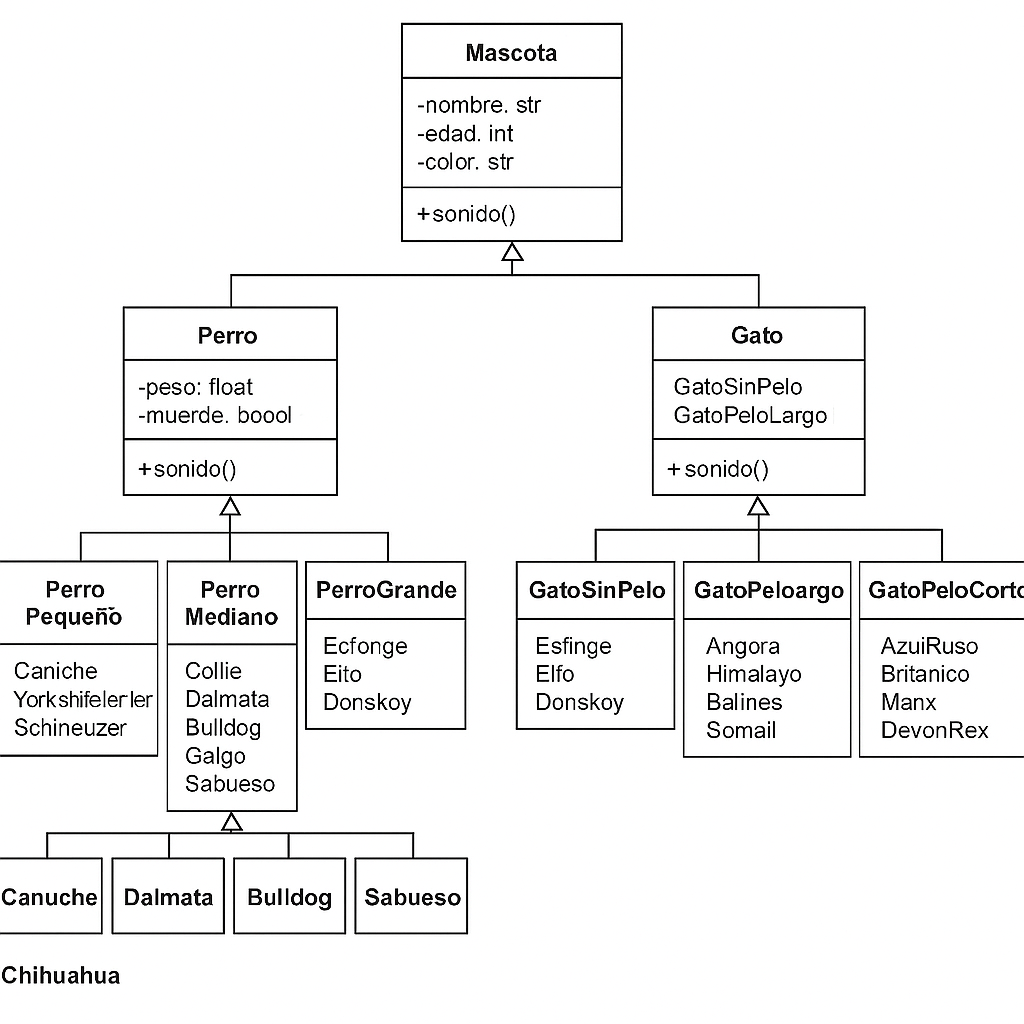 Mascota
-nombre. str
-edad. int
-color. str
+sonido()
Perro
-peso: float
-muerde. boool
+sonido()
Gato
GatoSinPelo
GatoPeloLargo
+sonido()
Perro
Pequeño
Caniche
Yorkshifelerler
Schineuzer
Perro
Mediano
Collie
Dalmata
Bulldog
Galgo
Sabueso
PerroGrande
Ecfonge
Eito
Donskoy
GatoSinPelo
Esfinge
Elfo
Donskoy
GatoPeloargo
Angora
Himalayo
Balines
Somail
GatoPeloCorto
AzuiRuso
Britanico
Manx
DevonRex
Canuche
Dalmata
Bulldog
Sabueso
Chihuahua